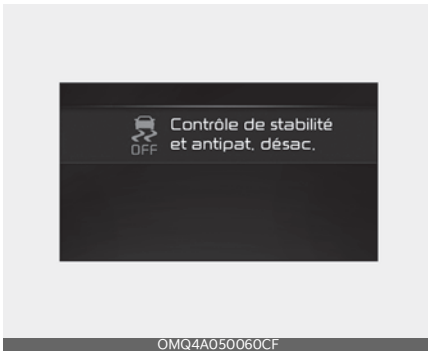 Contrôle de stabilité
OFF et antipat. désac.
OMQ4A050060CF